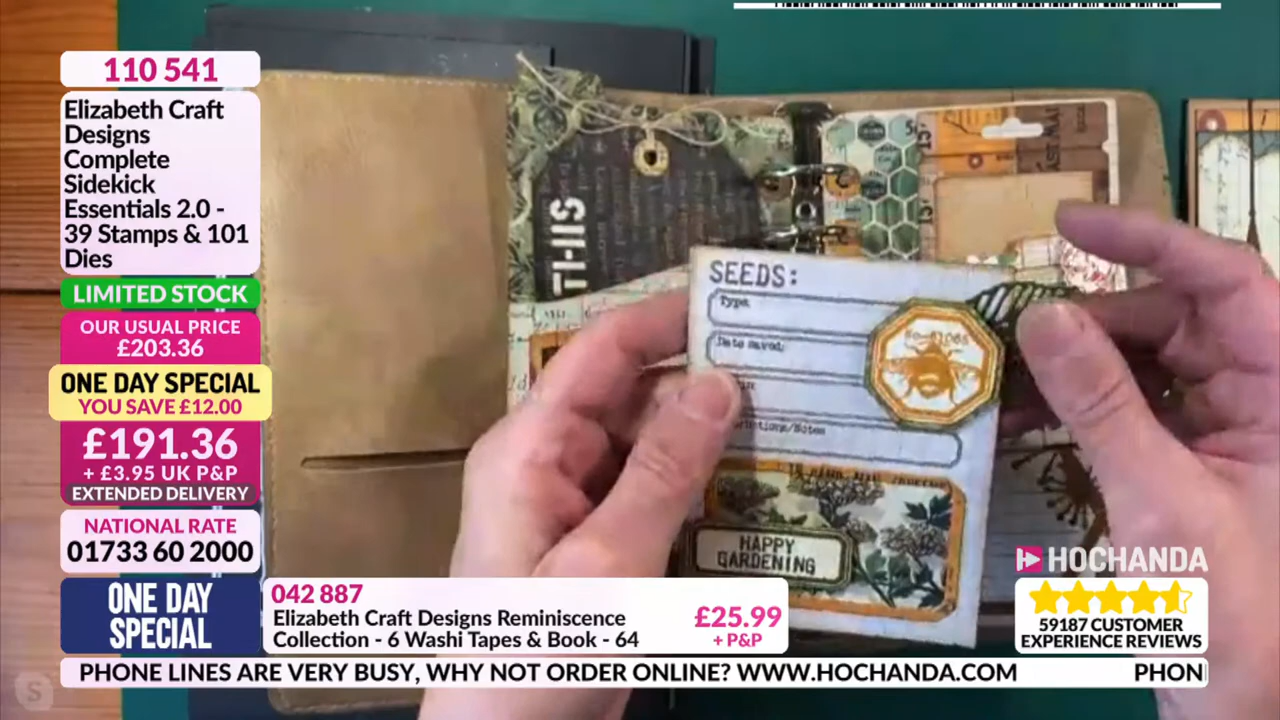 110 541
Elizabeth Craft
Designs
Complete
Sidekick
Essentials 2.0 -
39 Stamps & 101
Dies
LIMITED STOCK
OUR USUAL PRICE
£203.36
ONE DAY SPECIAL
YOU SAVE £12.00
£191.36
+ £3.95 UK P&P
EXTENDED DELIVERY
NATIONAL RATE
01733 60 2000
THIS
SEEDS:
Type
Date saved:
HAPPY
GARDENING
ONE DAY
SPECIAL
042 887
Elizabeth Craft Designs Reminiscence
Collection - 6 Washi Tapes & Book - 64
£25.99
+ P&P
HOCHANDA
59187 CUSTOMER
EXPERIENCE REVIEWS
PHONE LINES ARE VERY BUSY, WHY NOT ORDER ONLINE? WWW.HOCHANDA.COM
PHON
S